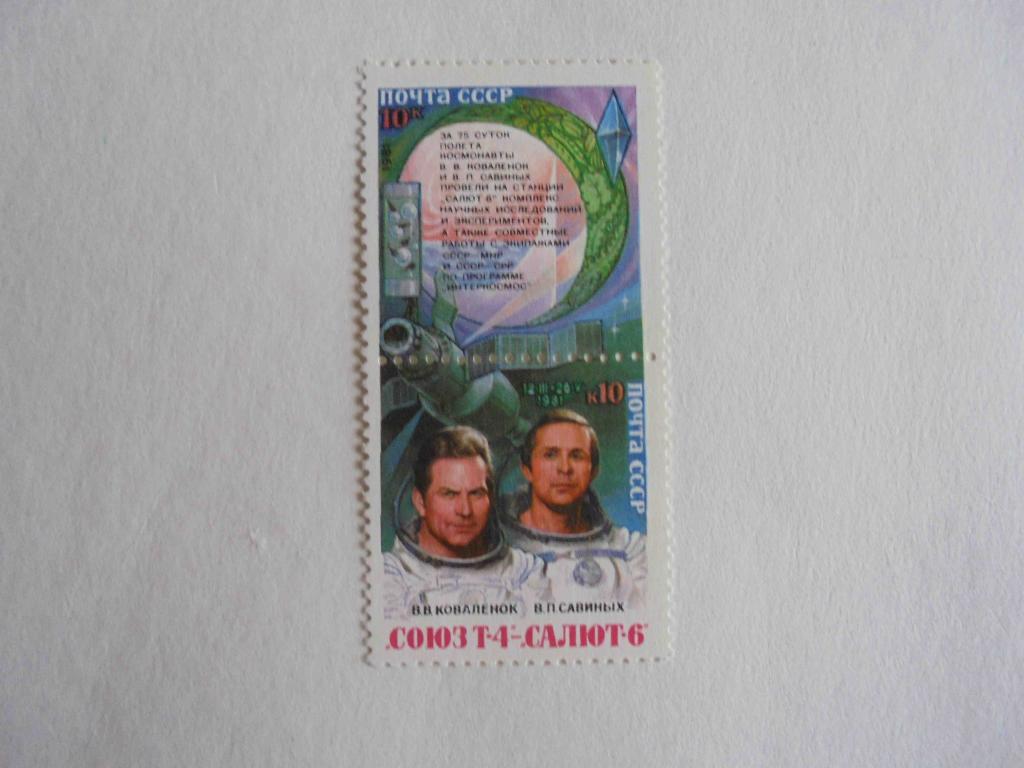 ПОЧТА СССР
10К
1981
ЗА 75 СУТОК
ПОЛЕТА
КОСМОНАВТЫ
В. В. КОВАЛЕНОК
И В. П. САВИНЫХ
ПРОВЕЛИ НА СТАНЦИИ
„САЛЮТ-6" КОМПЛЕКС
НАУЧНЫХ ИССЛЕДОВАНИЙ
И ЭКСПЕРИМЕНТОВ,
А ТАКЖЕ СОВМЕСТНЫЕ
РАБОТЫ С ЭКИПАЖАМИ
СССР–МНР
И СССР–СРР
ПО ПРОГРАММЕ
„ИНТЕРКОСМОС"
12·III-26·V
1981
К10
ПОЧТА СССР
В.В.КОВАЛЕНОК В.П.САВИНЫХ
„СОЮЗ Т-4"-„САЛЮТ-6"